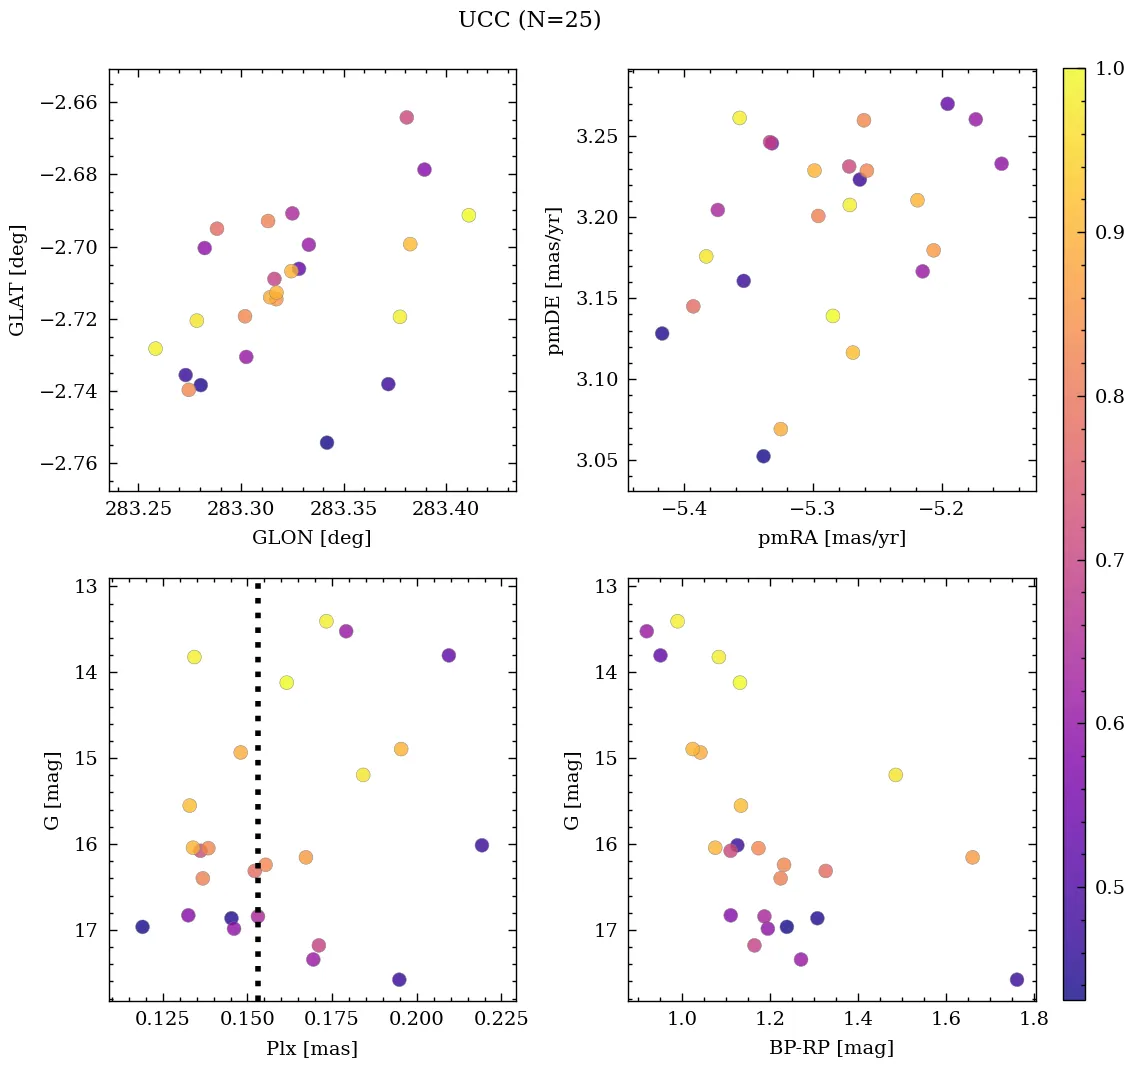 UCC (N=25)
−2.66
−2.68
−2.70
−2.72
−2.74
−2.76
GLAT [deg]
283.25 283.30 283.35 283.40
GLON [deg]
3.25
3.20
3.15
3.10
3.05
pmDE [mas/yr]
−5.4 −5.3 −5.2
pmRA [mas/yr]
13
14
15
16
17
G [mag]
0.125 0.150 0.175 0.200 0.225
Plx [mas]
13
14
15
16
17
G [mag]
1.0 1.2 1.4 1.6 1.8
BP-RP [mag]
1.0
0.9
0.8
0.7
0.6
0.5